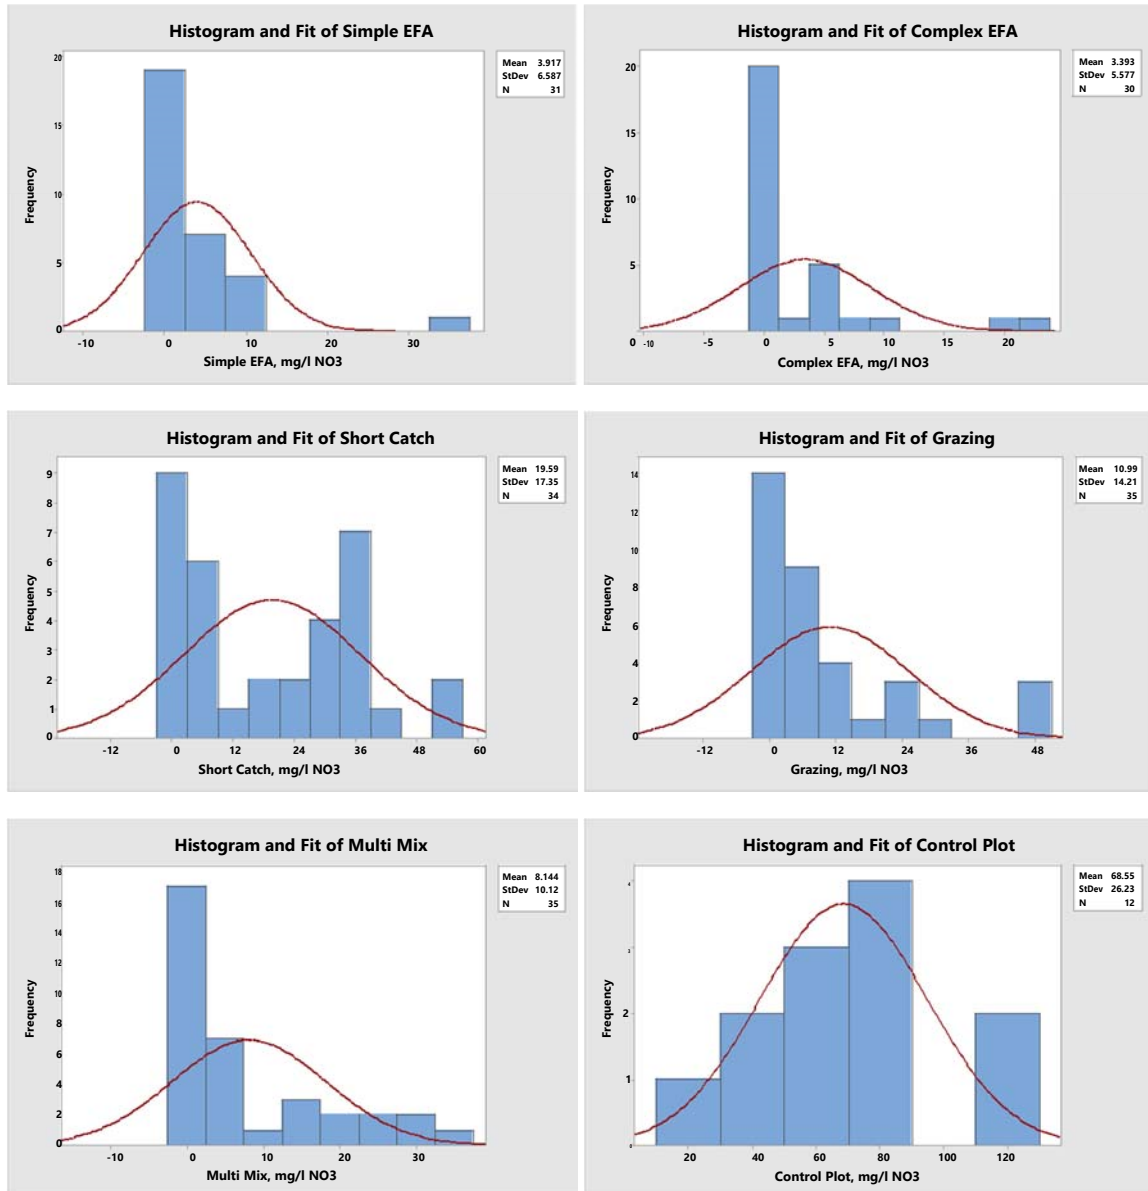 Histogram and Fit of Simple EFA
Mean 3.917
StDev 6.587
N 31
Frequency
20
15
10
5
0
-10 0 10 20 30
Simple EFA, mg/l NO3
Histogram and Fit of Complex EFA
Mean 3.393
StDev 5.577
N 30
Frequency
20
15
10
5
0 -10 -5 0 5 10 15 20
Complex EFA, mg/l NO3
Histogram and Fit of Short Catch
Mean 19.59
StDev 17.35
N 34
Frequency
9
8
7
6
5
4
3
2
1
0
-12 0 12 24 36 48 60
Short Catch, mg/l NO3
Histogram and Fit of Grazing
Mean 10.99
StDev 14.21
N 35
Frequency
14
12
10
8
6
4
2
0
-12 0 12 24 36 48
Grazing, mg/l NO3
Histogram and Fit of Multi Mix
Mean 8.144
StDev 10.12
N 35
Frequency
18
16
14
12
10
8
6
4
2
0
-10 0 10 20 30
Multi Mix, mg/l NO3
Histogram and Fit of Control Plot
Mean 68.55
StDev 26.23
N 12
Frequency
4
3
2
1
0
20 40 60 80 100 120
Control Plot, mg/l NO3